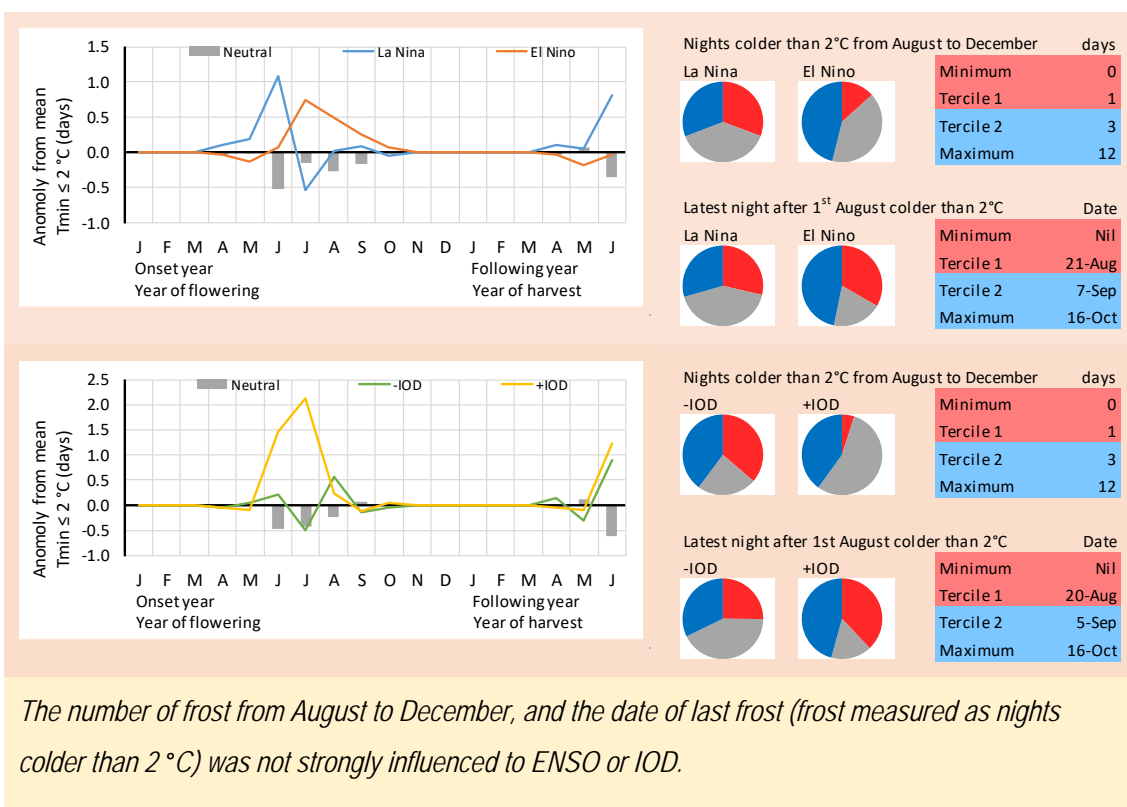 Neutral La Nina El Nino
1.5
1.0
0.5
0.0
-0.5
-1.0
Anomoly from mean
Tmin ≤ 2 °C (days)
J F M A M J J A S O N D J F M A M J
Onset year Following year
Year of flowering Year of harvest
Nights colder than 2°C from August to December days
La Nina El Nino
Minimum 0
Tercile 1 1
Tercile 2 3
Maximum 12
Latest night after 1st August colder than 2°C Date
La Nina El Nino
Minimum Nil
Tercile 1 21-Aug
Tercile 2 7-Sep
Maximum 16-Oct
Neutral -IOD +IOD
2.5
2.0
1.5
1.0
0.5
0.0
-0.5
-1.0
Anomoly from mean
Tmin ≤ 2 °C (days)
J F M A M J J A S O N D J F M A M J
Onset year Following year
Year of flowering Year of harvest
Nights colder than 2°C from August to December days
-IOD +IOD
Minimum 0
Tercile 1 1
Tercile 2 3
Maximum 12
Latest night after 1st August colder than 2°C Date
-IOD +IOD
Minimum Nil
Tercile 1 20-Aug
Tercile 2 5-Sep
Maximum 16-Oct
The number of frost from August to December, and the date of last frost (frost measured as nights
colder than 2 °C) was not strongly influenced to ENSO or IOD.